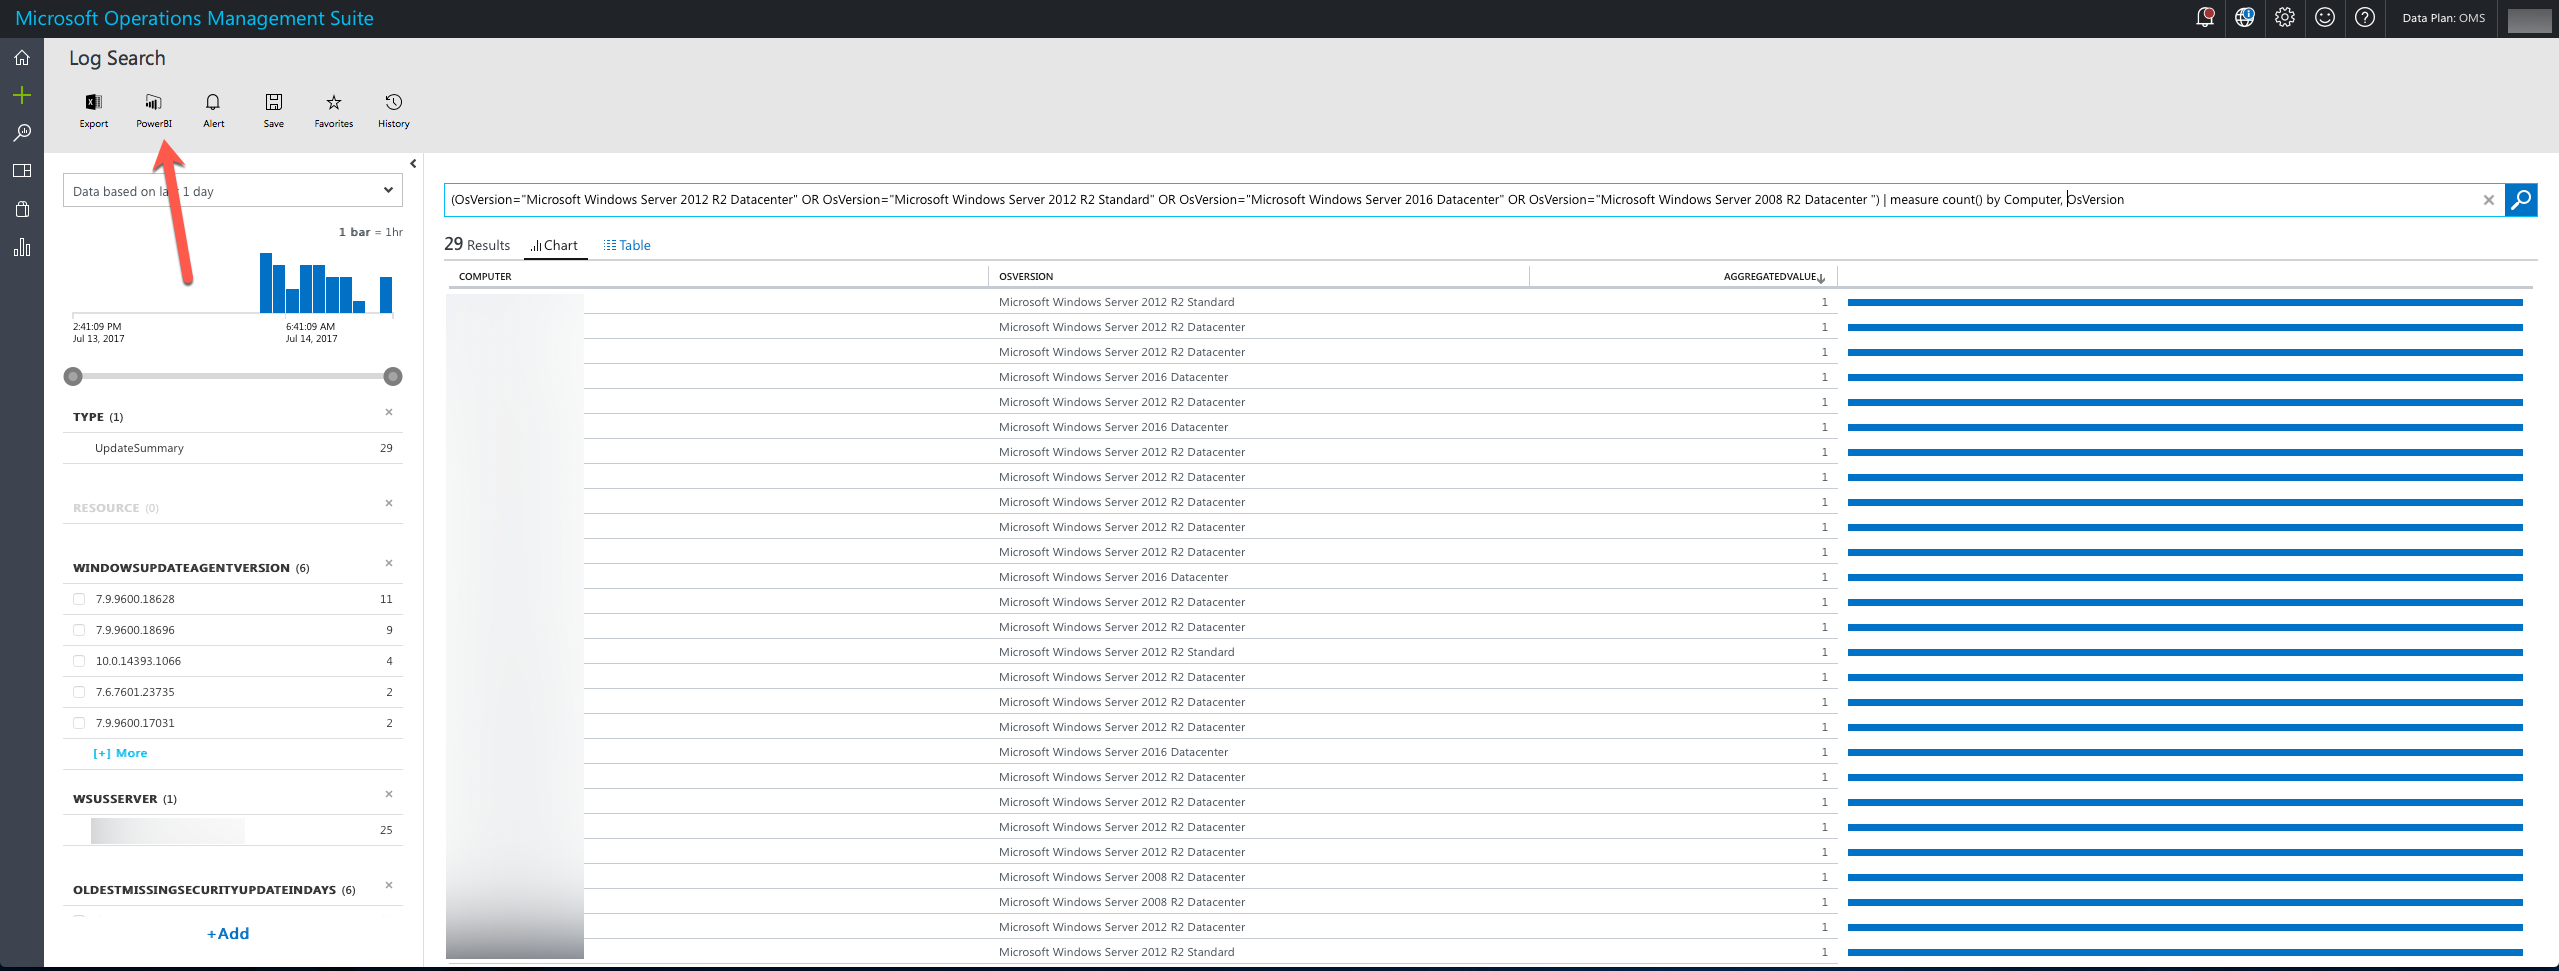 Microsoft Operations Management Suite
Data Plan: OMS
Log Search
Export PowerBI Alert Save Favorites History
Data based on last 1 day
1 bar = 1hr
2:41:09 PM
Jul 13, 2017
6:41:09 AM
Jul 14, 2017
TYPE (1)
UpdateSummary 29
RESOURCE (0)
WINDOWSUPDATEAGENTVERSION (6)
7.9.9600.18628 11
7.9.9600.18696 9
10.0.14393.1066 4
7.6.7601.23735 2
7.9.9600.17031 2
[+] More
WSUSSERVER (1)
25
OLDESTMISSINGSECURITYUPDATEINDAYS (6)
+Add
(OsVersion="Microsoft Windows Server 2012 R2 Datacenter" OR OsVersion="Microsoft Windows Server 2012 R2 Standard" OR OsVersion="Microsoft Windows Server 2016 Datacenter" OR OsVersion="Microsoft Windows Server 2008 R2 Datacenter ") | measure count() by Computer, OsVersion
29 Results Chart Table
COMPUTER OSVERSION AGGREGATEDVALUE
Microsoft Windows Server 2012 R2 Standard 1
Microsoft Windows Server 2012 R2 Datacenter 1
Microsoft Windows Server 2012 R2 Datacenter 1
Microsoft Windows Server 2016 Datacenter 1
Microsoft Windows Server 2012 R2 Datacenter 1
Microsoft Windows Server 2016 Datacenter 1
Microsoft Windows Server 2012 R2 Datacenter 1
Microsoft Windows Server 2012 R2 Datacenter 1
Microsoft Windows Server 2012 R2 Datacenter 1
Microsoft Windows Server 2012 R2 Datacenter 1
Microsoft Windows Server 2012 R2 Datacenter 1
Microsoft Windows Server 2016 Datacenter 1
Microsoft Windows Server 2012 R2 Datacenter 1
Microsoft Windows Server 2012 R2 Datacenter 1
Microsoft Windows Server 2012 R2 Standard 1
Microsoft Windows Server 2012 R2 Datacenter 1
Microsoft Windows Server 2012 R2 Datacenter 1
Microsoft Windows Server 2012 R2 Datacenter 1
Microsoft Windows Server 2016 Datacenter 1
Microsoft Windows Server 2012 R2 Datacenter 1
Microsoft Windows Server 2012 R2 Datacenter 1
Microsoft Windows Server 2012 R2 Datacenter 1
Microsoft Windows Server 2012 R2 Datacenter 1
Microsoft Windows Server 2008 R2 Datacenter 1
Microsoft Windows Server 2008 R2 Datacenter 1
Microsoft Windows Server 2012 R2 Datacenter 1
Microsoft Windows Server 2012 R2 Standard 1